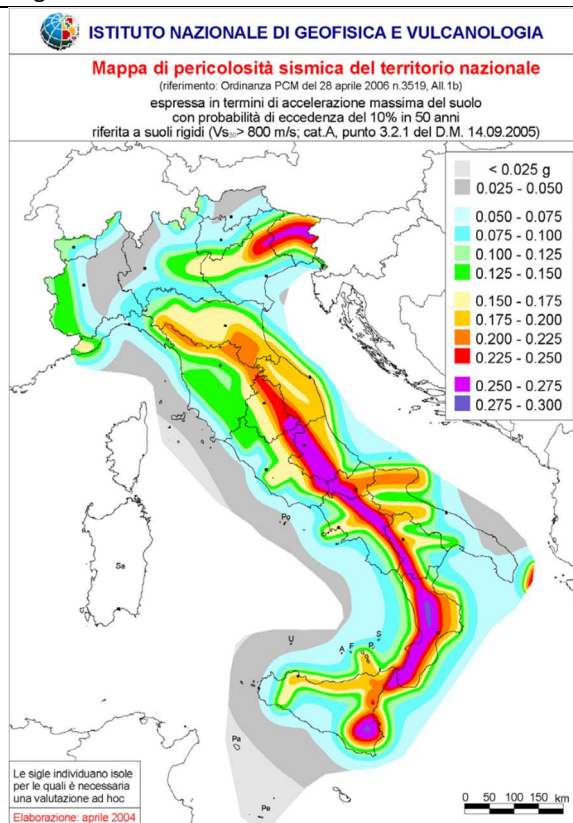 ISTITUTO NAZIONALE DI GEOFISICA E VULCANOLOGIA
Mappa di pericolosità sismica del territorio nazionale
(riferimento: Ordinanza PCM del 28 aprile 2006 n.3519, All.1b)
espressa in termini di accelerazione massima del suolo
con probabilità di eccedenza del 10% in 50 anni
riferita a suoli rigidi (Vs₃₀> 800 m/s; cat.A, punto 3.2.1 del D.M. 14.09.2005)
< 0.025 g
0.025 - 0.050
0.050 - 0.075
0.075 - 0.100
0.100 - 0.125
0.125 - 0.150
0.150 - 0.175
0.175 - 0.200
0.200 - 0.225
0.225 - 0.250
0.250 - 0.275
0.275 - 0.300
Po
Sa
U
S
A F P
Pa
Pe
Le sigle individuano isole
per le quali è necessaria
una valutazione ad hoc
Elaborazione: aprile 2004
0 50 100 150
km